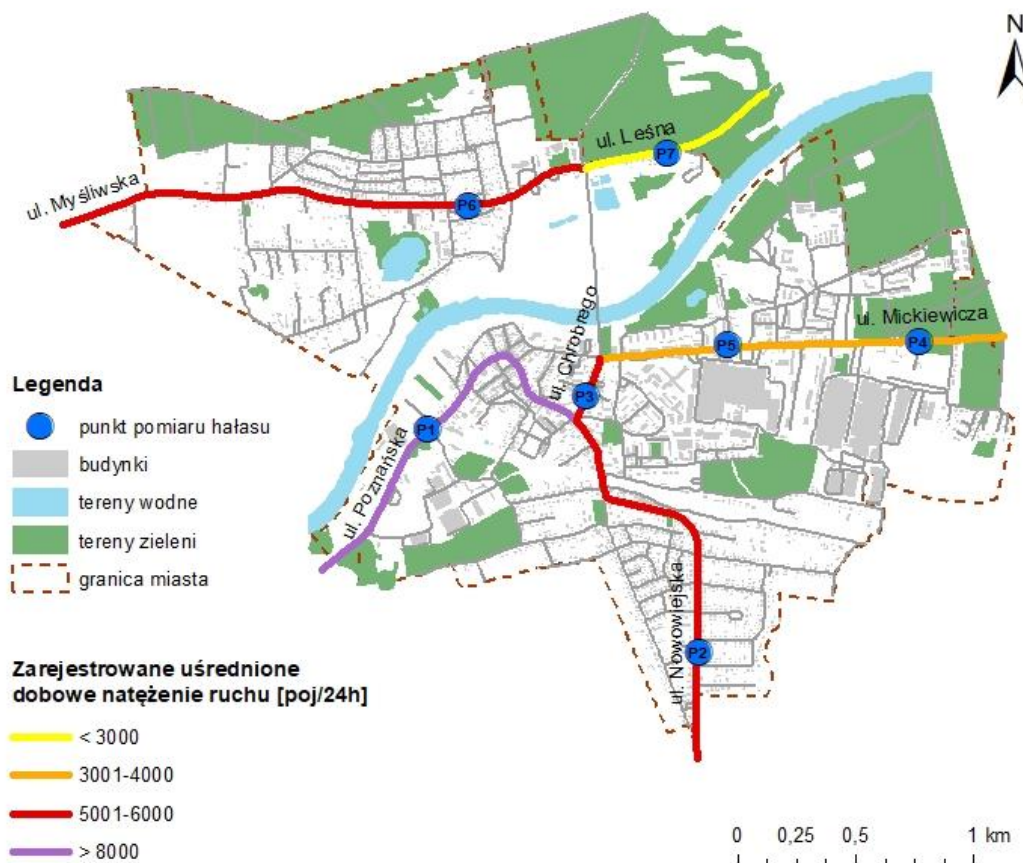 N
ul. Leśna
P7
ul. Myśliwska
P6
ul. Chrobrego
ul. Mickiewicza
P5
P4
P3
P1
ul. Poznańska
ul. Nowowiejska
P2
Legenda
punkt pomiaru hałasu
budynki
tereny wodne
tereny zieleni
granica miasta
Zarejestrowane uśrednione
dobowe natężenie ruchu [poj/24h]
< 3000
3001-4000
5001-6000
> 8000
0 0,25 0,5 1 km